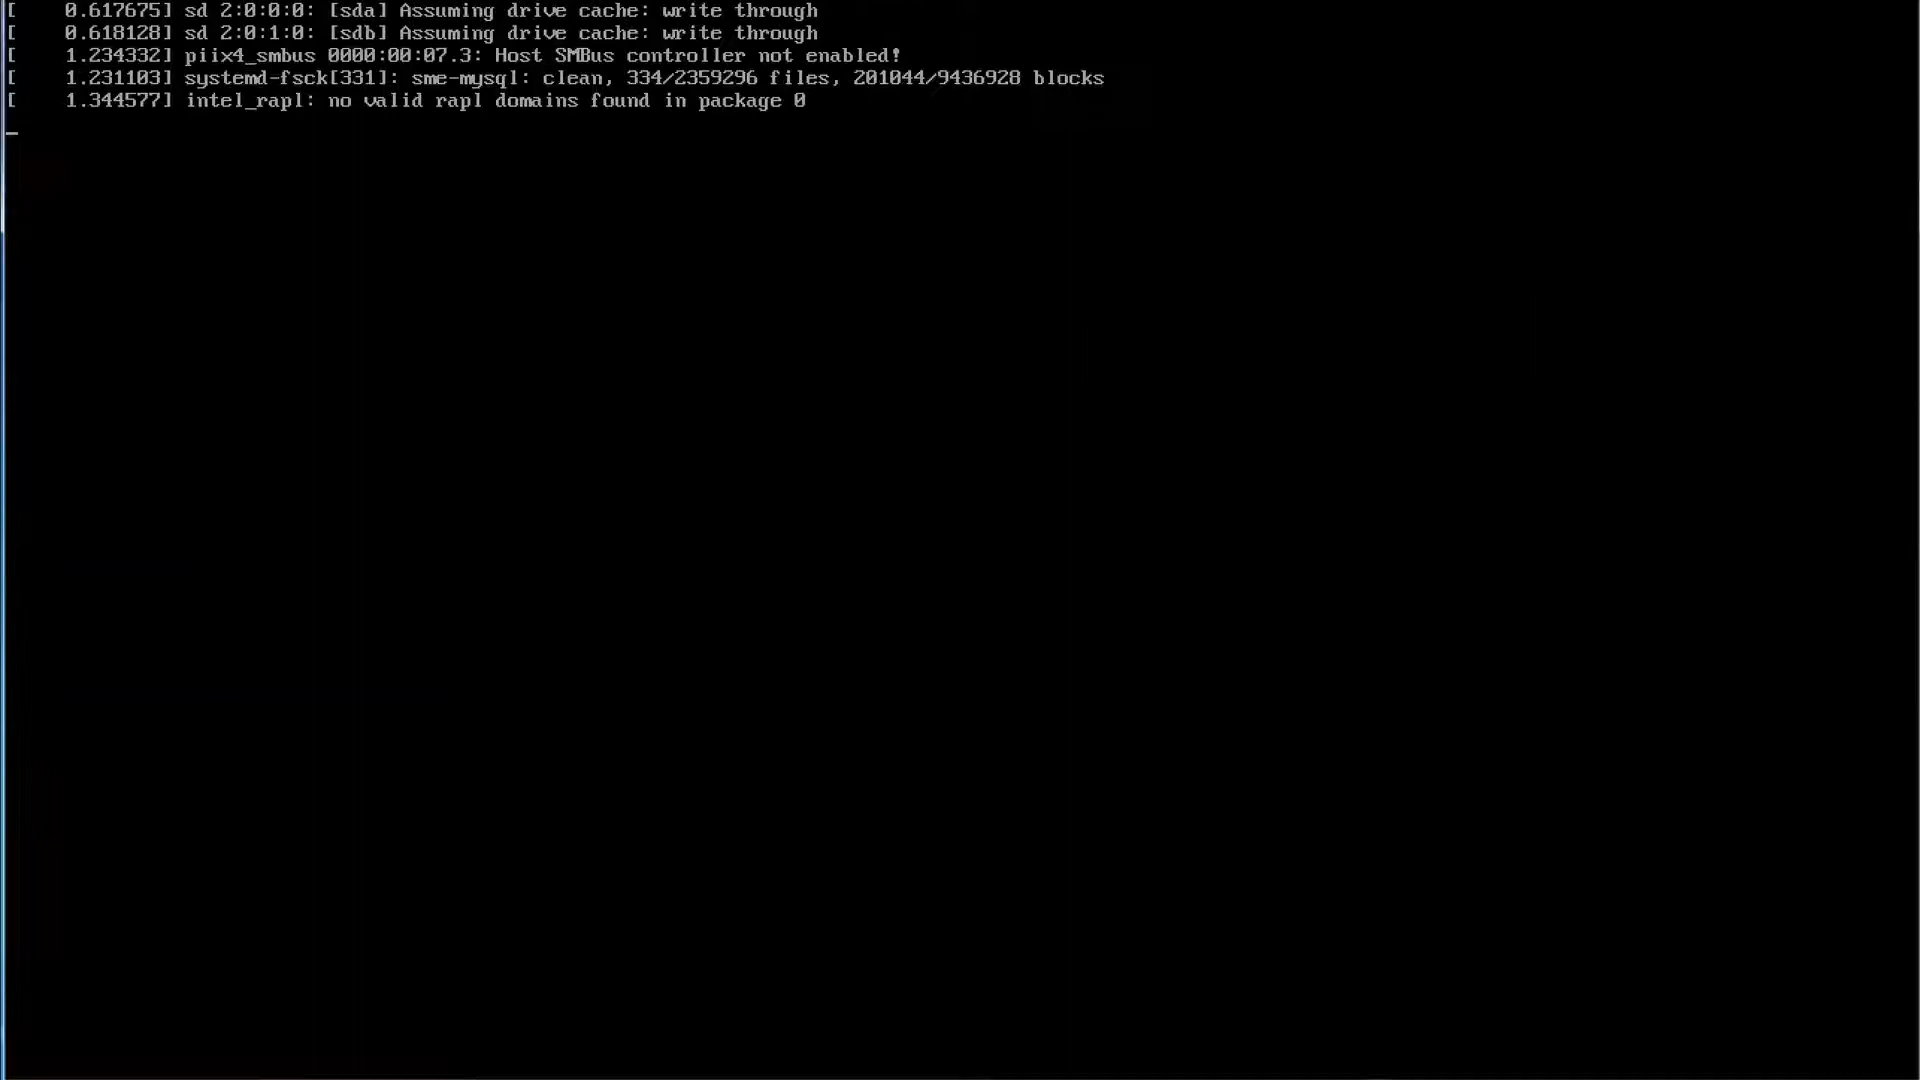 [    0.617675] sd 2:0:0:0: [sda] Assuming drive cache: write through
[    0.618128] sd 2:0:1:0: [sdb] Assuming drive cache: write through
[    1.234332] piix4_smbus 0000:00:07.3: Host SMBus controller not enabled!
[    1.231103] systemd-fsck[331]: sme-mysql: clean, 334/2359296 files, 201044/9436928 blocks
[    1.344577] intel_rapl: no valid rapl domains found in package 0